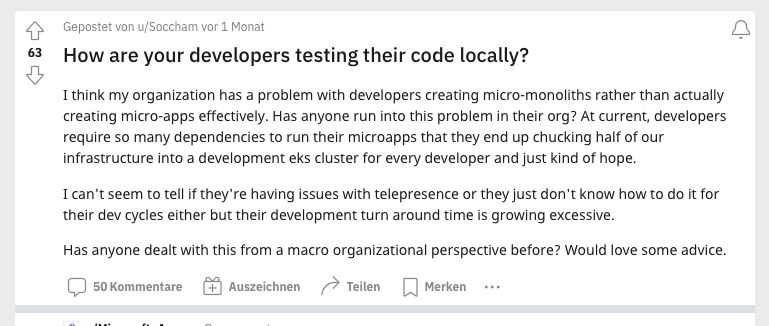 Gepostet von u/Soccham vor 1 Monat
63
How are your developers testing their code locally?
I think my organization has a problem with developers creating micro-monoliths rather than actually
creating micro-apps effectively. Has anyone run into this problem in their org? At current, developers
require so many dependencies to run their microapps that they end up chucking half of our
infrastructure into a development eks cluster for every developer and just kind of hope.
I can't seem to tell if they're having issues with telepresence or they just don't know how to do it for
their dev cycles either but their development turn around time is growing excessive.
Has anyone dealt with this from a macro organizational perspective before? Would love some advice.
50 Kommentare Auszeichnen Teilen Merken ...